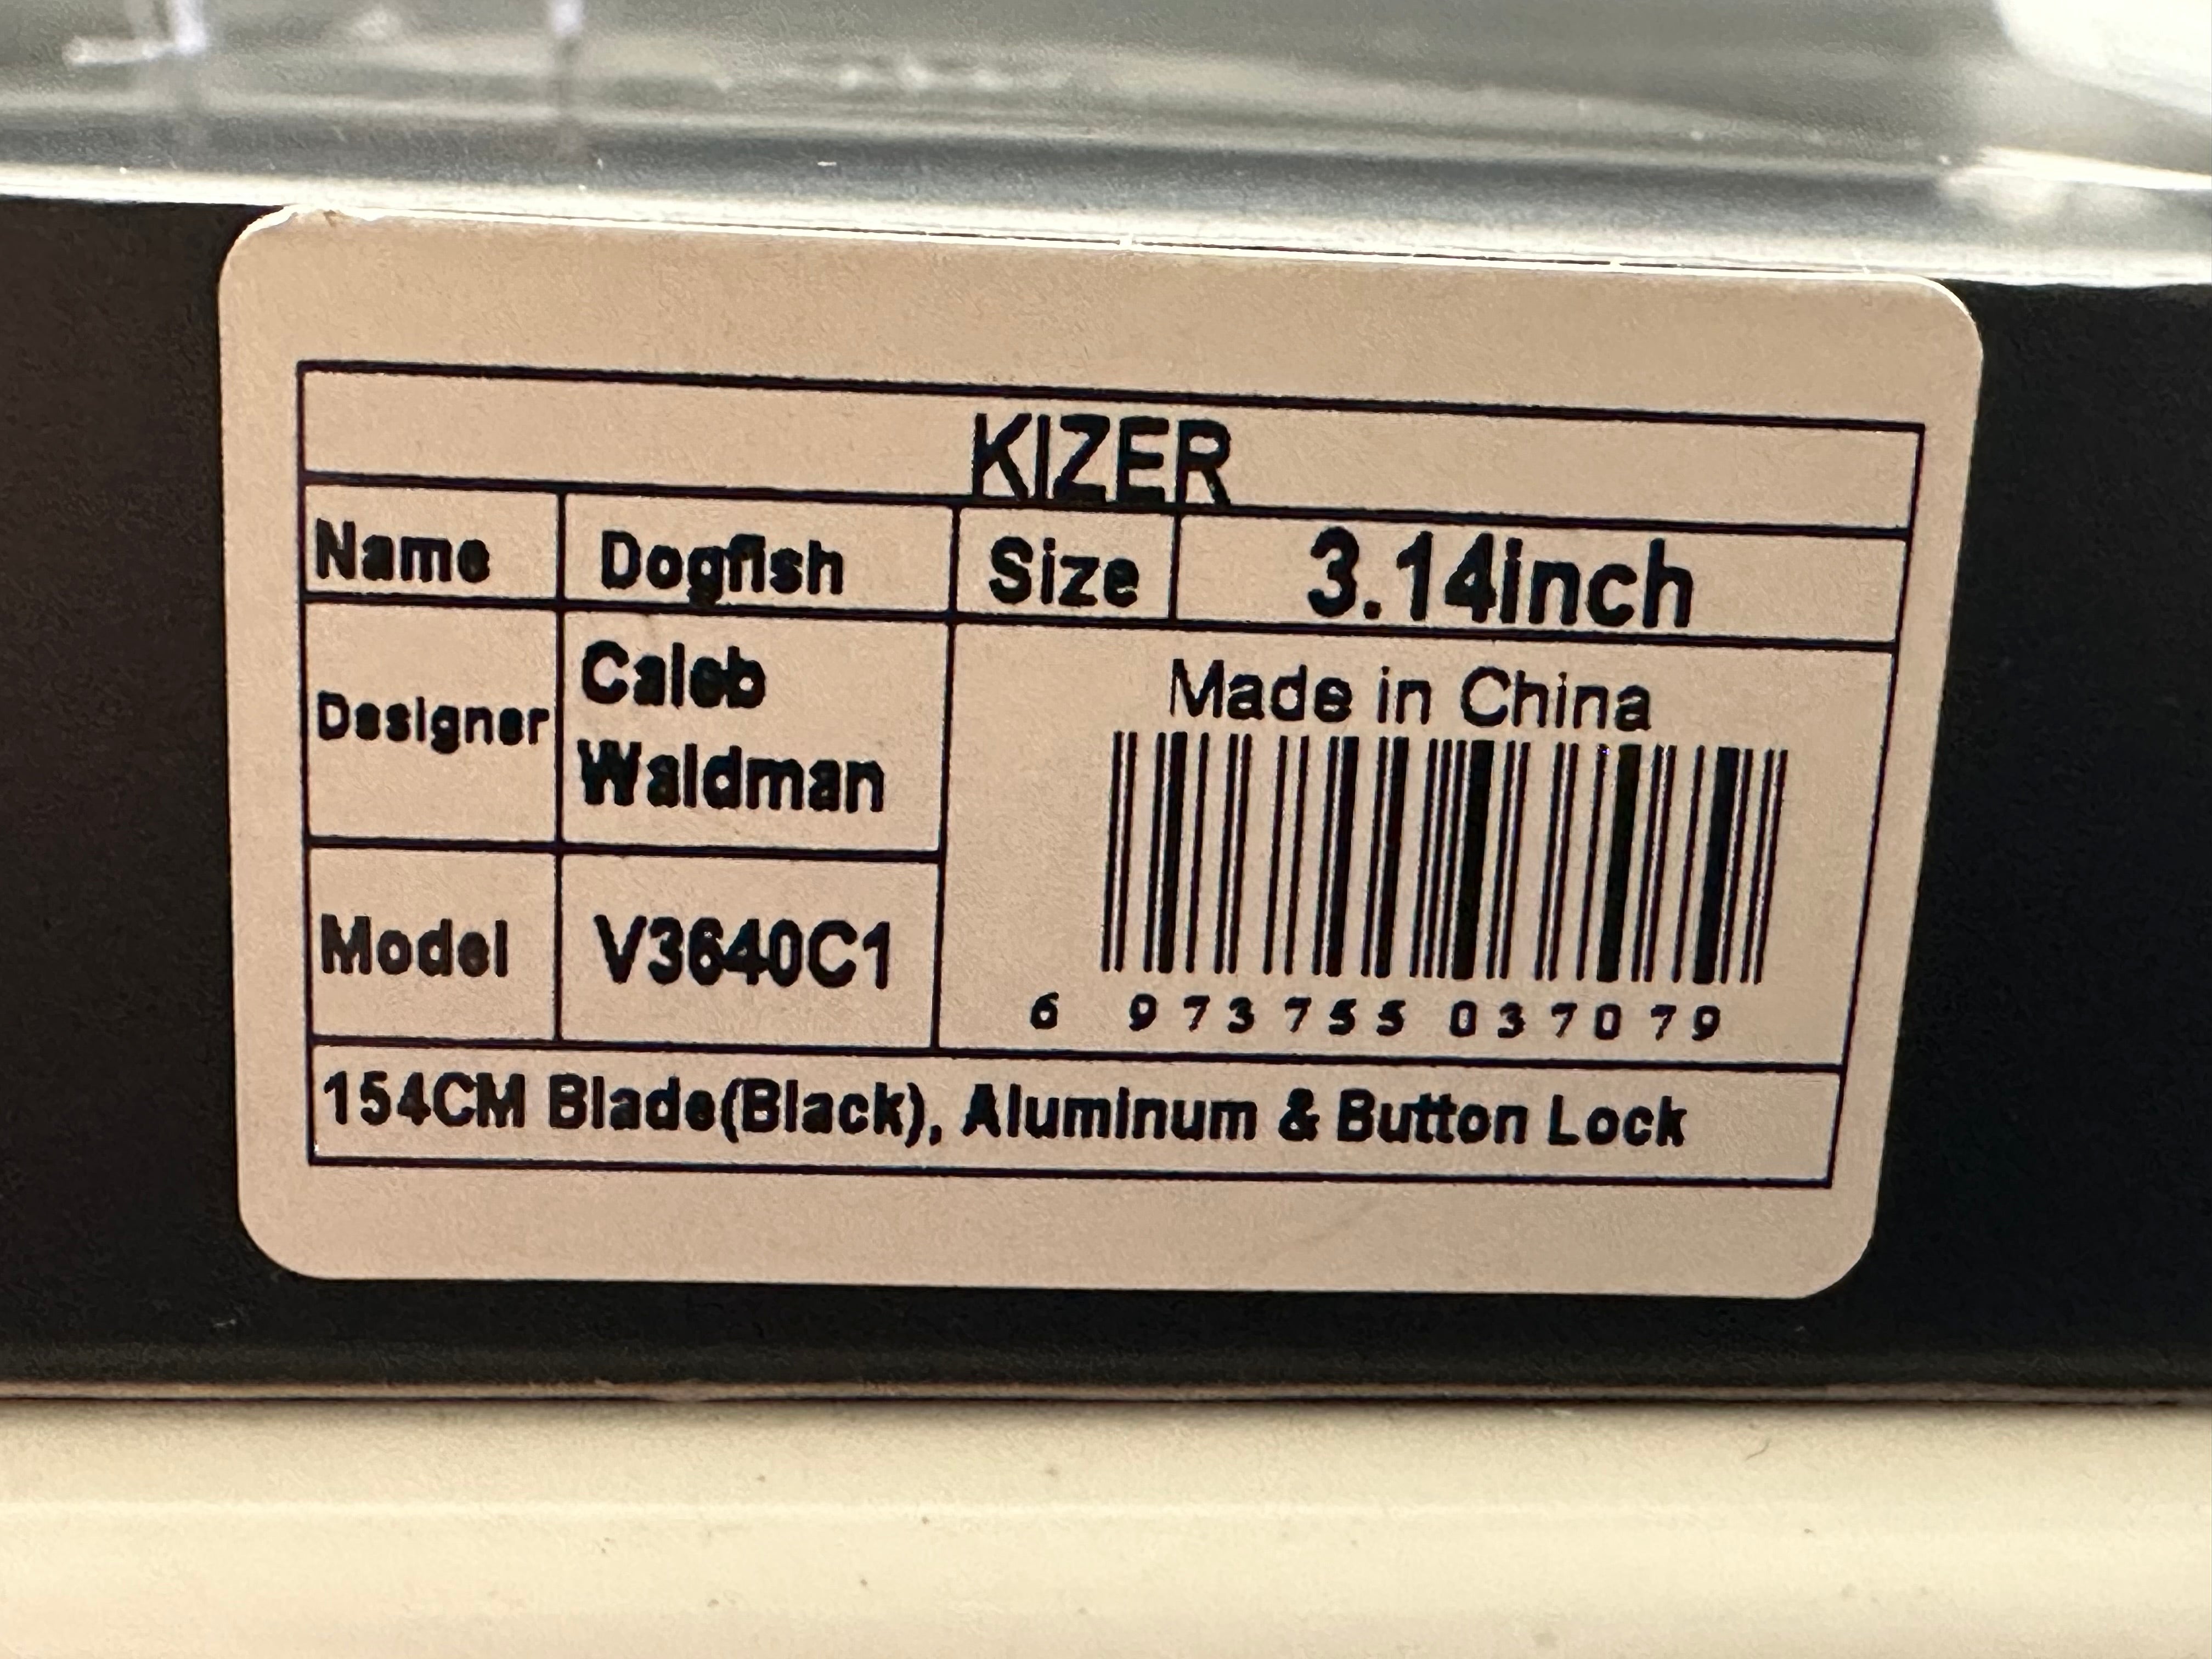 KIZER
Name Dogfish Size 3.14inch
Designer Caleb
Waldman
Made in China
Model V3640C1
6 973755 037079
154CM Blade(Black), Aluminum & Button Lock